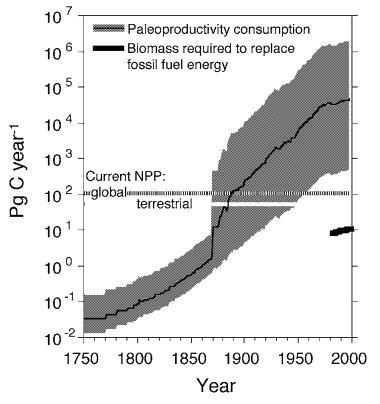 Paleoproductivity consumption
Biomass required to replace
fossil fuel energy
Pg C year⁻¹
10⁷
10⁶
10⁵
10⁴
10³
10²
10¹
10⁰
10⁻¹
10⁻²
Current NPP:
global
terrestrial
1750 1800 1850 1900 1950 2000
Year